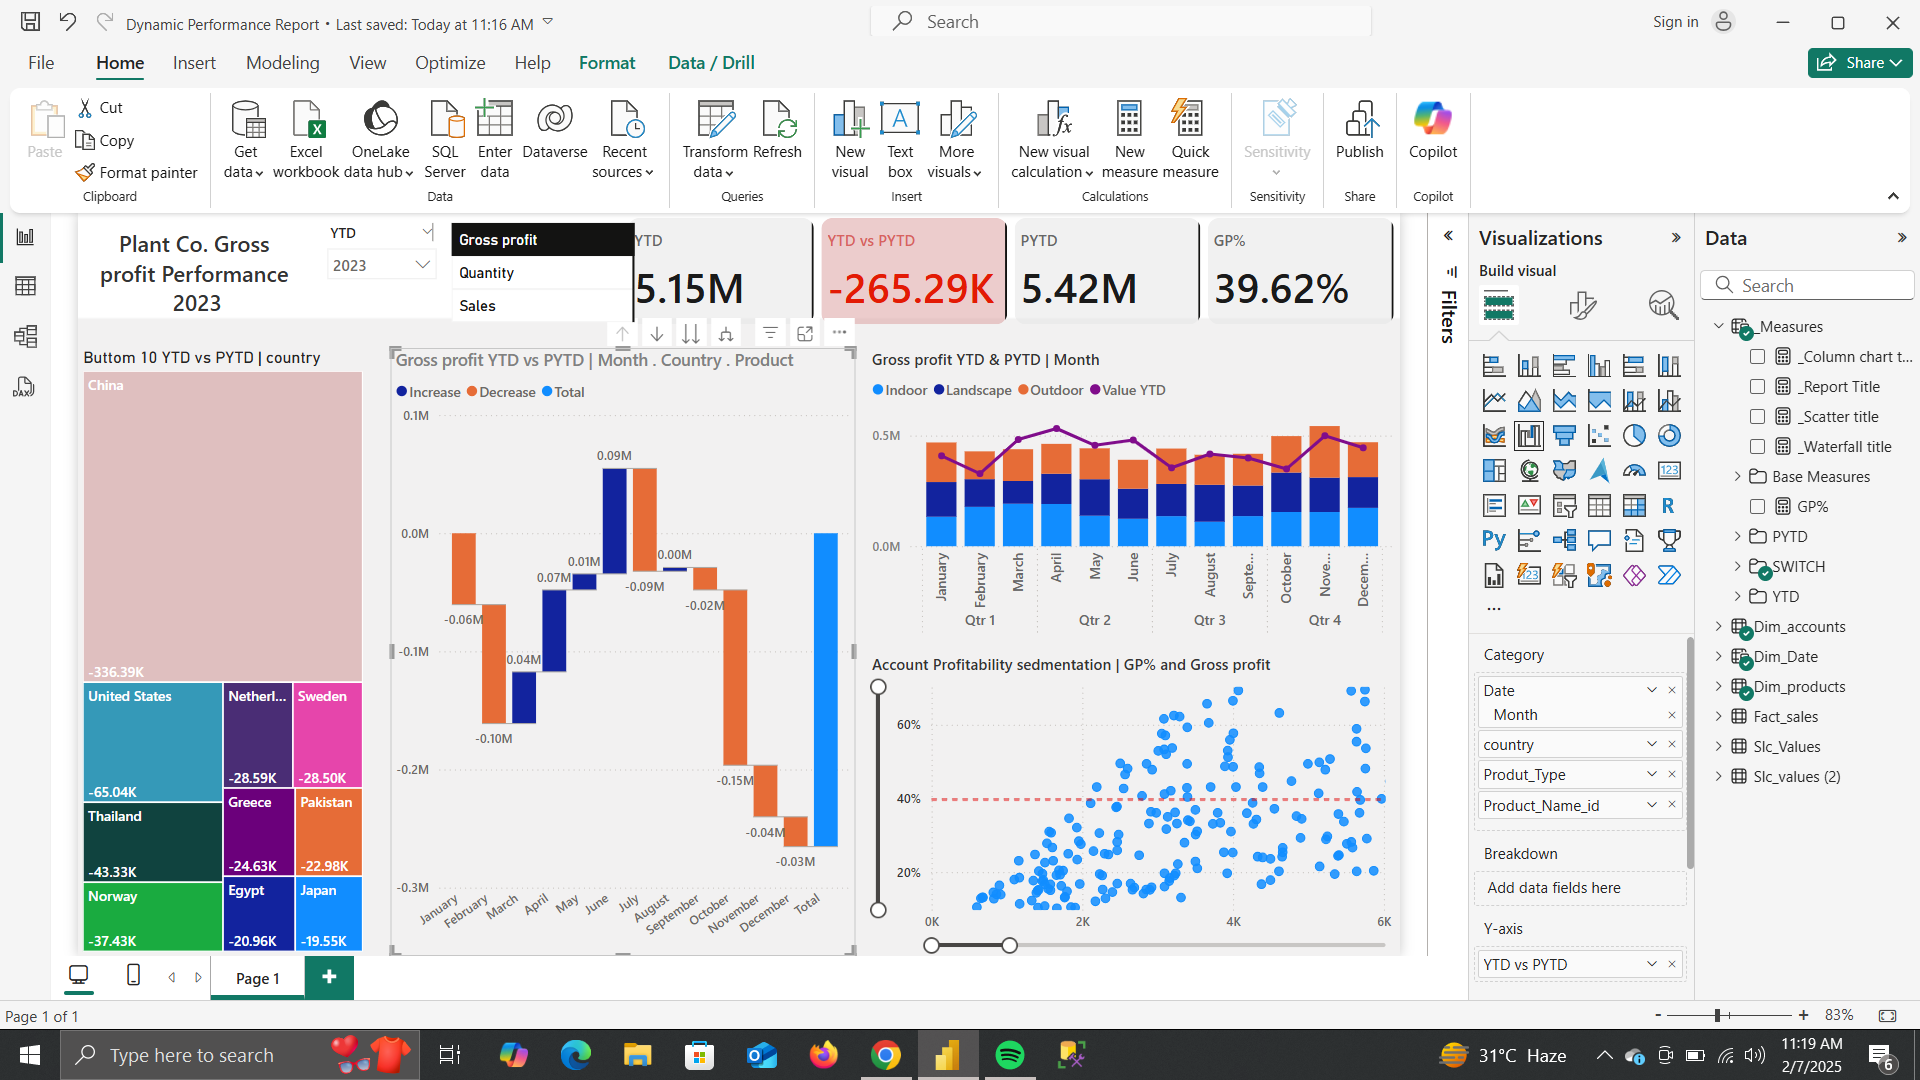 Dynamic Performance Report • Last saved: Today at 11:16 AM
Search
Sign in
File Home Insert Modeling View Optimize Help Format Data / Drill
Share
Paste
Cut
Copy
Format painter
Clipboard
Get data
Excel workbook
OneLake data hub
SQL Server
Enter data
Dataverse
Recent sources
Data
Transform data
Refresh
Queries
New visual
Text box
More visuals
Insert
New visual calculation
New measure
Quick measure
Calculations
Sensitivity
Sensitivity
Publish
Share
Copilot
Copilot
Plant Co. Gross
profit Performance
2023
YTD
2023
Gross profit
Quantity
Sales
YTD
5.15M
YTD vs PYTD
-265.29K
PYTD
5.42M
GP%
39.62%
Buttom 10 YTD vs PYTD | country
China
-336.39K
United States
-65.04K
Netherl...
-28.59K
Sweden
-28.50K
Thailand
-43.33K
Greece
-24.63K
Pakistan
-22.98K
Norway
-37.43K
Egypt
-20.96K
Japan
-19.55K
Gross profit YTD vs PYTD | Month . Country . Product
Increase Decrease Total
0.1M
0.0M
-0.1M
-0.2M
-0.3M
-0.06M
-0.10M
0.04M
0.07M
0.01M
0.09M
-0.09M
0.00M
-0.02M
-0.15M
-0.04M
-0.03M
January
February
March
April
May
June
July
August
September
October
November
December
Total
Gross profit YTD & PYTD | Month
Indoor Landscape Outdoor Value YTD
0.5M
0.0M
January
February
March
April
May
June
July
August
Septe...
October
Nove...
Decem...
Qtr 1 Qtr 2 Qtr 3 Qtr 4
Account Profitability sedmentation | GP% and Gross profit
60%
40%
20%
0K 2K 4K 6K
Filters
Visualizations
Build visual
123
R
Py
123
Category
Date
Month
country
Produt_Type
Product_Name_id
Breakdown
Add data fields here
Y-axis
YTD vs PYTD
Data
Search
_Measures
_Column chart t...
_Report Title
_Scatter title
_Waterfall title
Base Measures
GP%
PYTD
SWITCH
YTD
Dim_accounts
Dim_Date
Dim_products
Fact_sales
Slc_Values
Slc_values (2)
DAX
Page 1
Page 1 of 1
- + 83%
Type here to search
31°C Haze
11:19 AM
2/7/2025
6